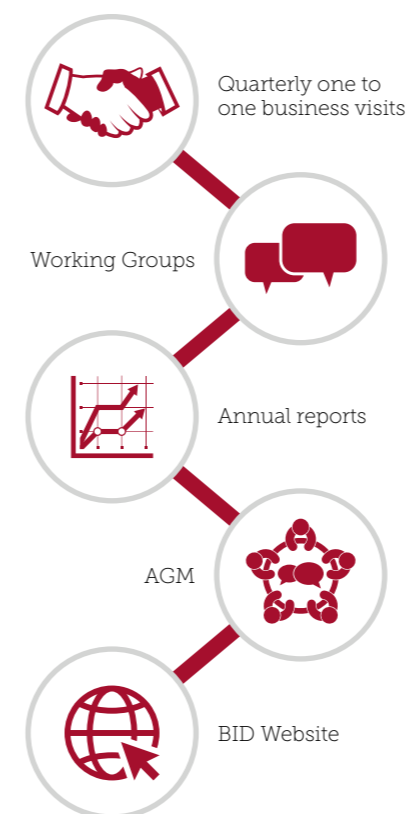 Quarterly one to
one business visits
Working Groups
Annual reports
AGM
BID Website